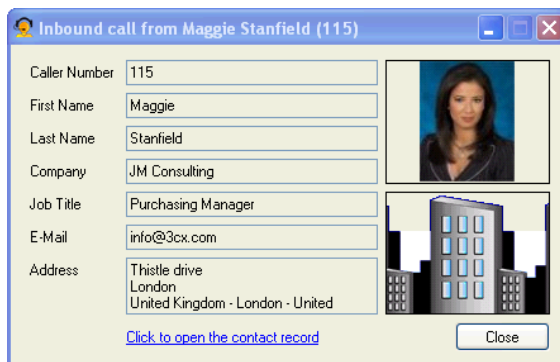 Inbound call from Maggie Stanfield (115)
Caller Number 115
First Name Maggie
Last Name Stanfield
Company JM Consulting
Job Title Purchasing Manager
E-Mail info@3cx.com
Address Thistle drive
London
United Kingdom - London - United
Click to open the contact record Close